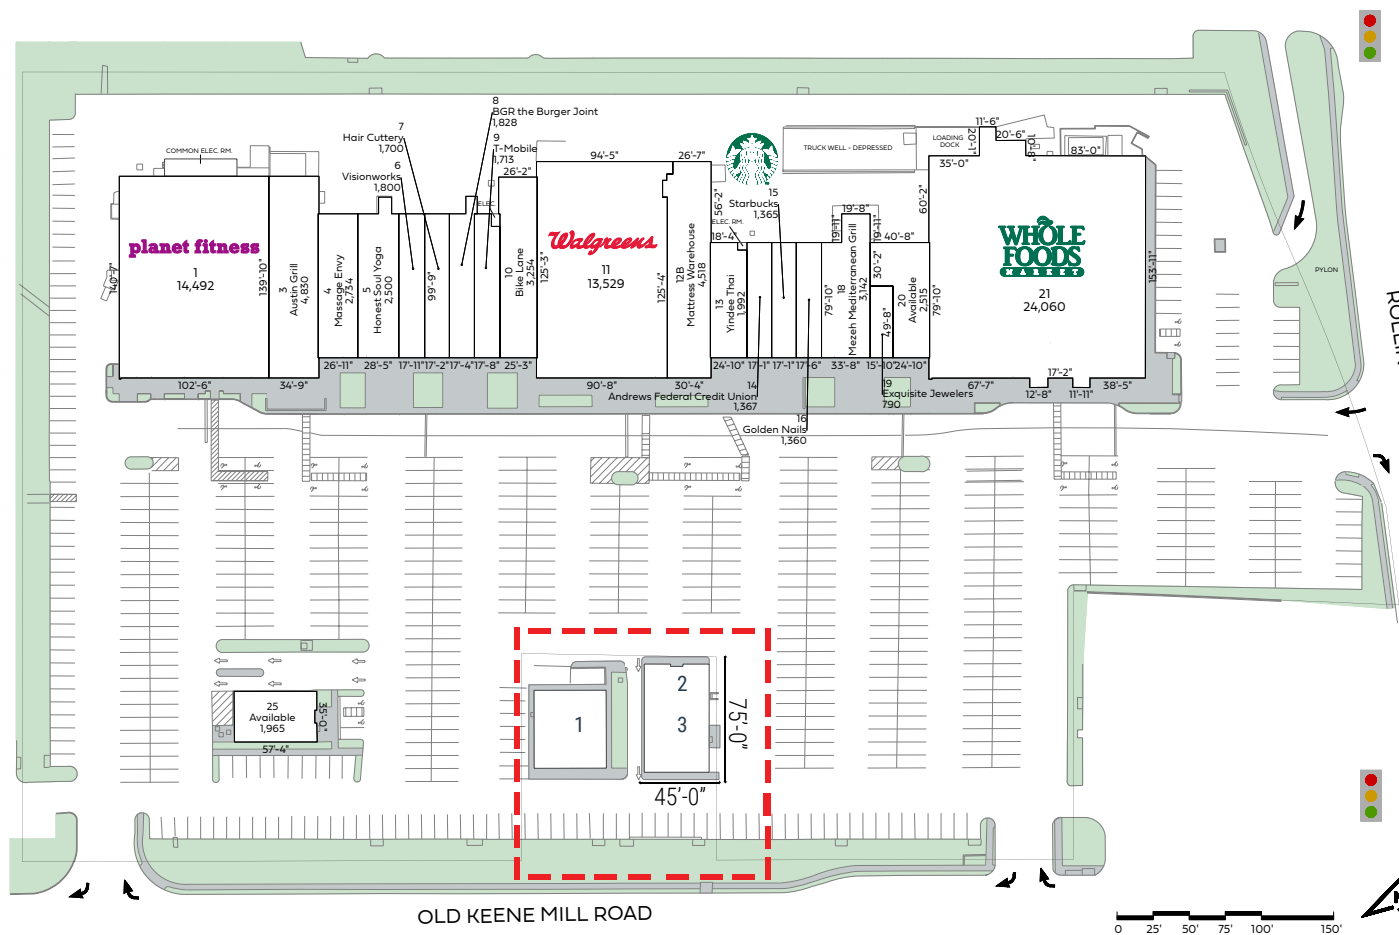 8
BGR the Burger Joint
1,828
7
Hair Cuttery
1,700
9
T-Mobile
1,713
6
Visionworks
1,800
COMMON ELEC. RM.
26'-2"
ELEC.
94'-5"
26'-7"
TRUCK WELL - DEPRESSED
LOADING
DOCK
11'-6"
20'-1"
20'-6"
10'-8"
83'-0"
35'-0"
60'-2"
56'-2"
15
Starbucks
1,365
ELEC. RM.
18'-4"
19'-8"
19'-11"
19'-11"
40'-8"
30'-2"
planet fitness
1
14,492
140'-7"
139'-10"
3
Austin Grill
4,830
4
Massage Envy
2,734
5
Honest Soul Yoga
2,500
99'-9"
10
Bike Lane
3,254
125'-3"
Walgreens
11
13,529
125'-4"
12B
Mattress Warehouse
4,518
13
Yindee Thai
1,992
79'-10"
18
Mezeh Mediterranean Grill
3,142
49'-8"
20
Available
2,515
79'-10"
WHOLE
FOODS
MARKET
21
24,060
153'-11"
PYLON
102'-6"
34'-9"
26'-11"
28'-5"
17'-11"
17'-2"
17'-4"
17'-8"
25'-3"
90'-8"
30'-4"
24'-10"
17'-1"
17'-1"
17'-6"
33'-8"
15'-10"
24'-10"
67'-7"
17'-2"
12'-8"
11'-11"
38'-5"
14
Andrews Federal Credit Union
1,367
19
Exquisite Jewelers
790
16
Golden Nails
1,360
25
Available
1,965
35'-0"
57'-4"
1
2
3
75'-0"
45'-0"
OLD KEENE MILL ROAD
0 25' 50' 75' 100' 150'